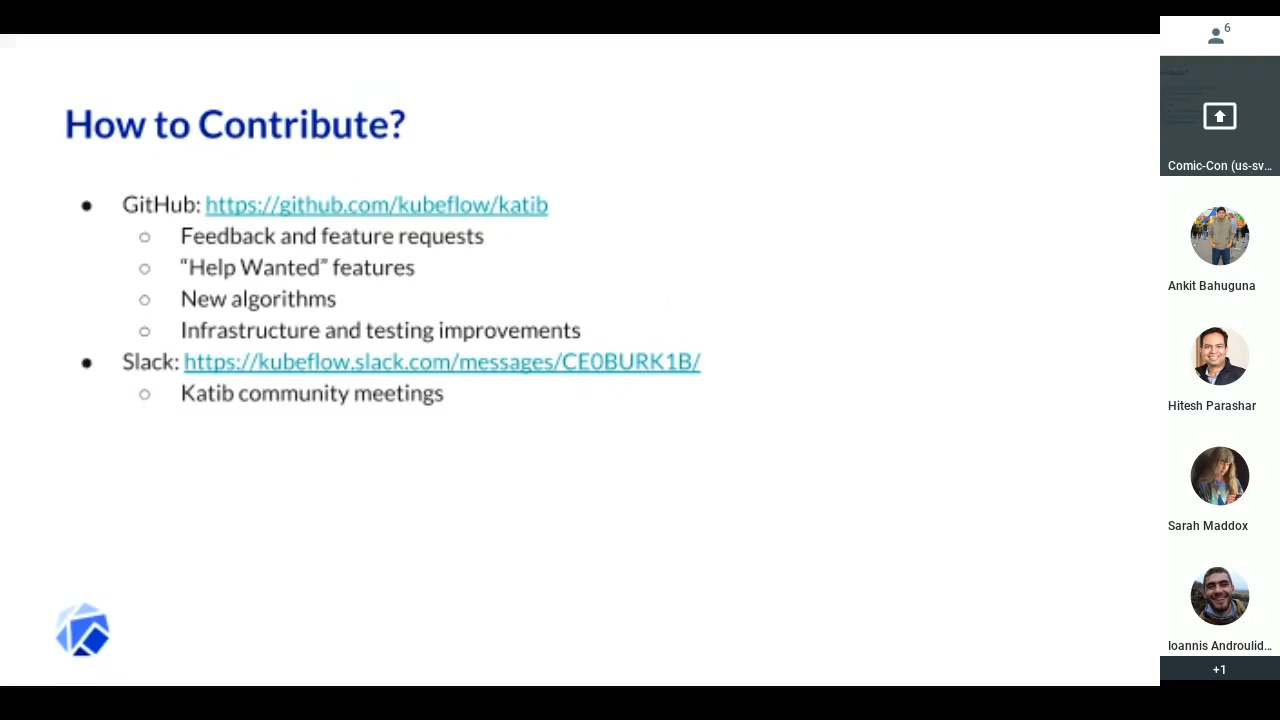 How to Contribute?
● GitHub: https://github.com/kubeflow/katib
○ Feedback and feature requests
○ “Help Wanted” features
○ New algorithms
○ Infrastructure and testing improvements
● Slack: https://kubeflow.slack.com/messages/CE0BURK1B/
○ Katib community meetings
6
Comic-Con (us-sv...
Ankit Bahuguna
Hitesh Parashar
Sarah Maddox
Ioannis Androulid...
+1